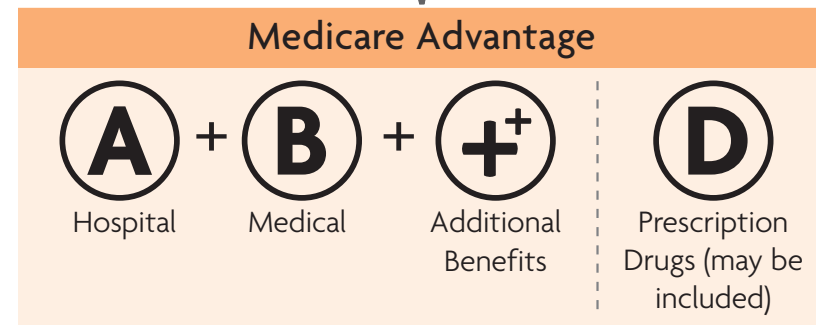 Medicare Advantage
A + B + ++ D
Hospital Medical Additional Prescription
Benefits Drugs (may be
included)